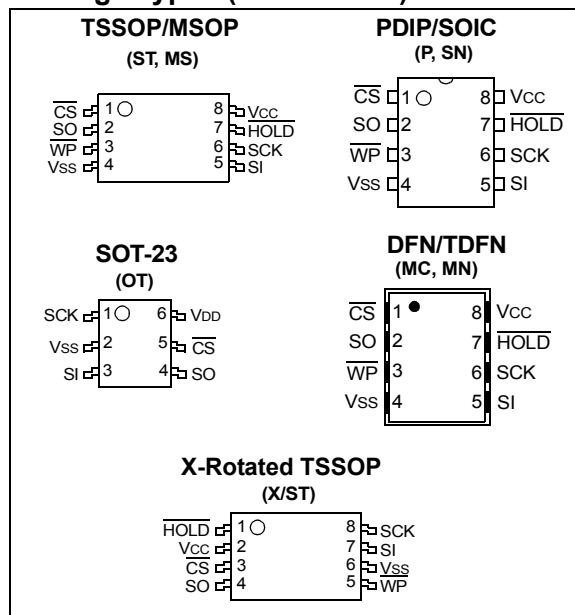 TSSOP/MSOP
(ST, MS)
CS 1 8 VCC
SO 2 7 HOLD
WP 3 6 SCK
VSS 4 5 SI
PDIP/SOIC
(P, SN)
CS 1 8 VCC
SO 2 7 HOLD
WP 3 6 SCK
VSS 4 5 SI
SOT-23
(OT)
SCK 1 6 VDD
VSS 2 5 CS
SI 3 4 SO
DFN/TDFN
(MC, MN)
CS 1 8 VCC
SO 2 7 HOLD
WP 3 6 SCK
VSS 4 5 SI
X-Rotated TSSOP
(X/ST)
HOLD 1 8 SCK
VCC 2 7 SI
CS 3 6 VSS
SO 4 5 WP